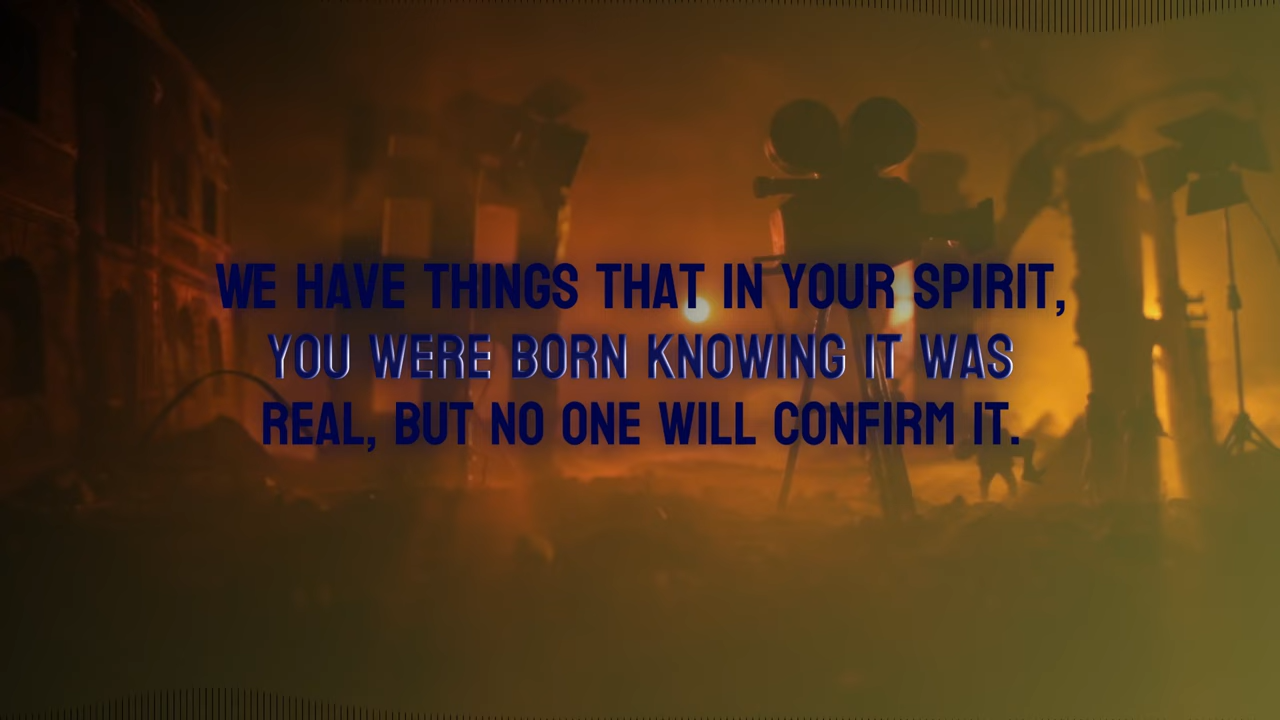 WE HAVE THINGS THAT IN YOUR SPIRIT,
YOU WERE BORN KNOWING IT WAS
REAL, BUT NO ONE WILL CONFIRM IT.